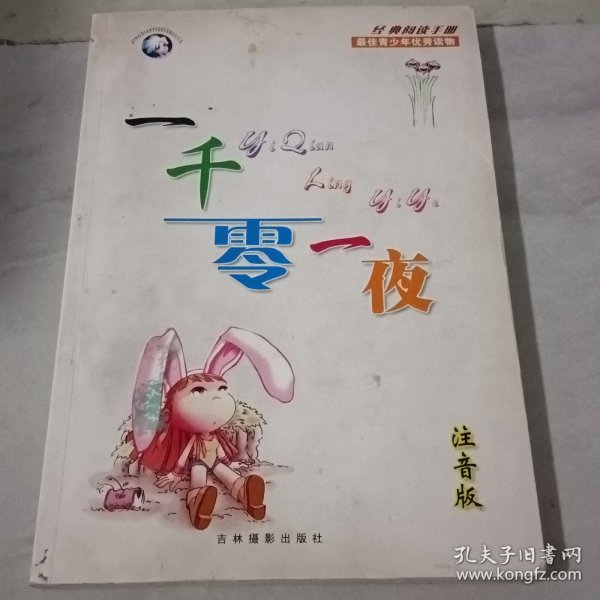 经典阅读手册
最佳青少年优秀读物
一千零一夜
Yi Qian
Ling Yi Ye
注音版
吉林摄影出版社
孔夫子旧书网
www.kongfz.com